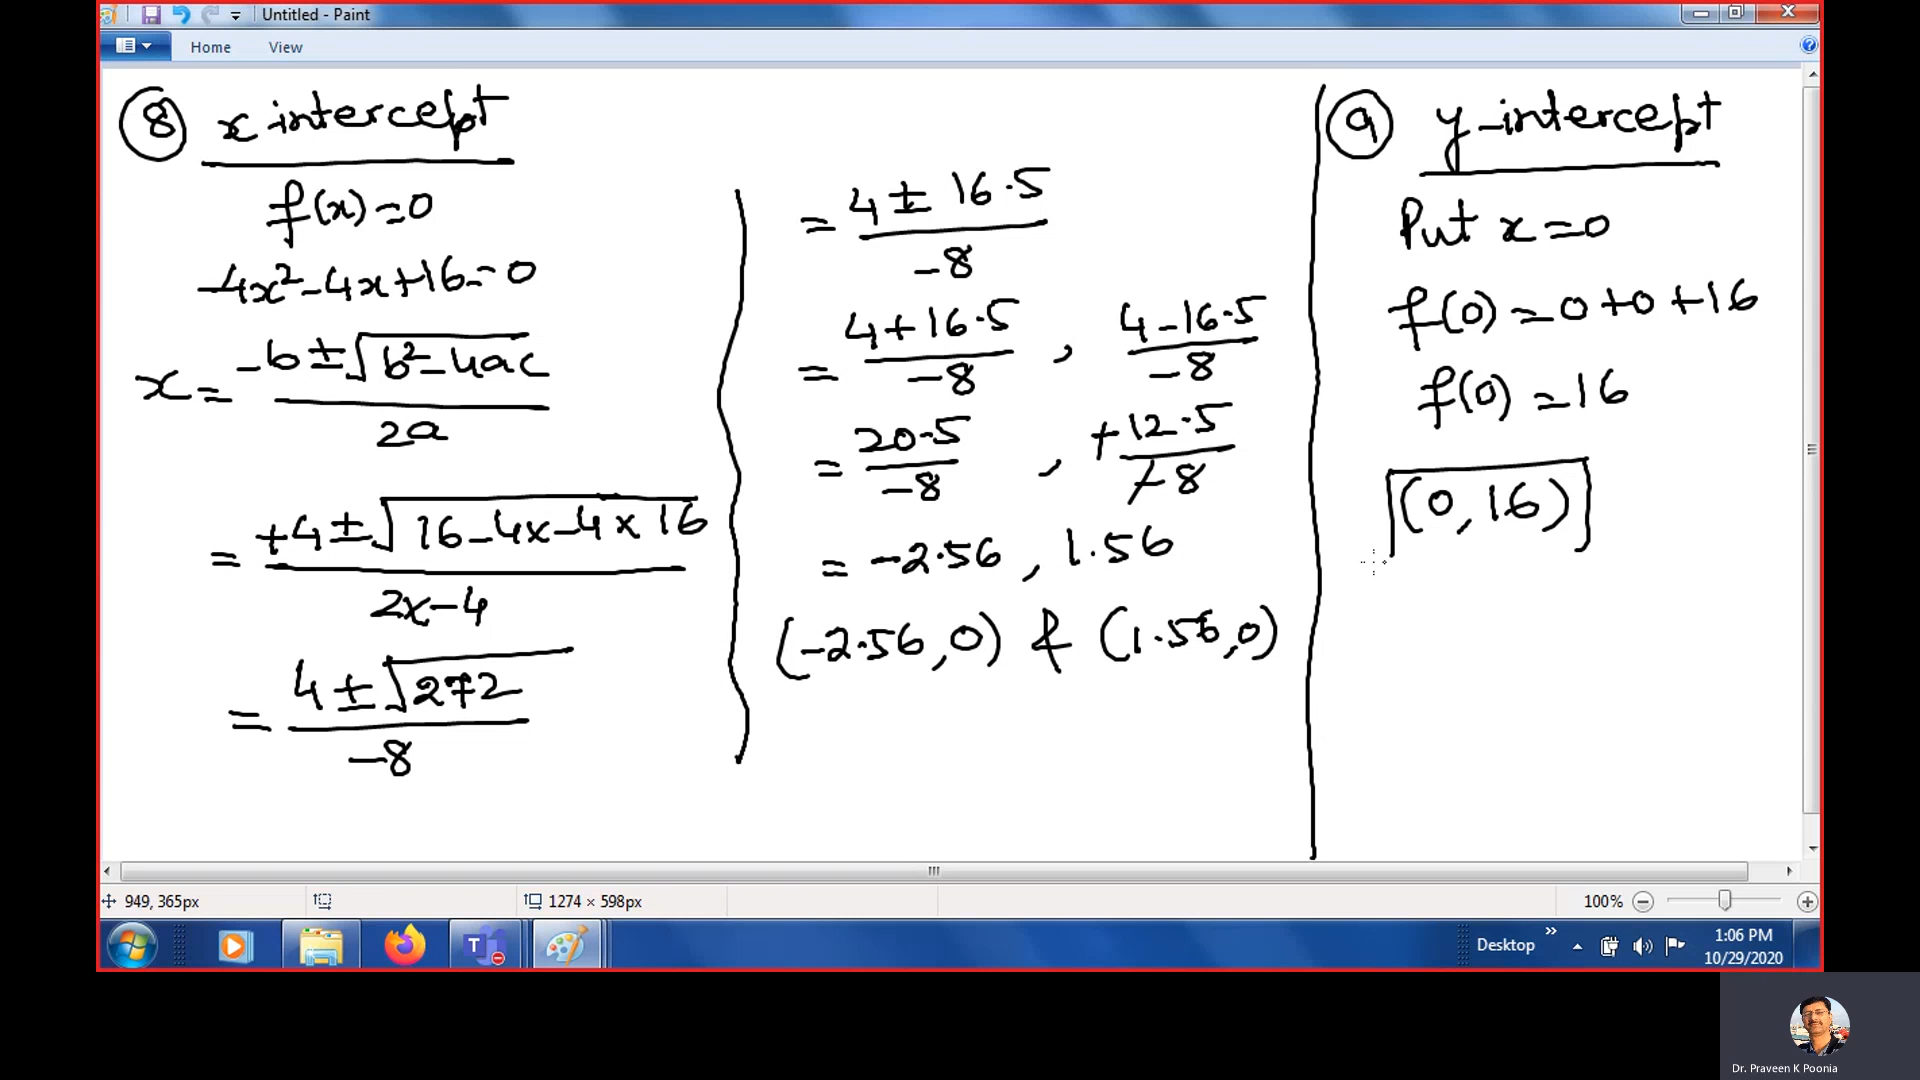 Untitled - Paint
Home View
8 x intercept
f(x)=0
-4x²-4x+16=0
x = -b±√b²-4ac / 2a
= +4±√16-4x-4x16 / 2x-4
= 4±√272 / -8
= 4±16.5 / -8
= 4+16.5 / -8 , 4-16.5 / -8
= 20.5 / -8 , +12.5 / -8
= -2.56 , 1.56
(-2.56,0) & (1.56,0)
9 y-intercept
Put x=0
f(0)=0+0+16
f(0)=16
(0,16)
949, 365px
1274 × 598px
100%
Desktop
1:06 PM
10/29/2020
Dr. Praveen K Poonia